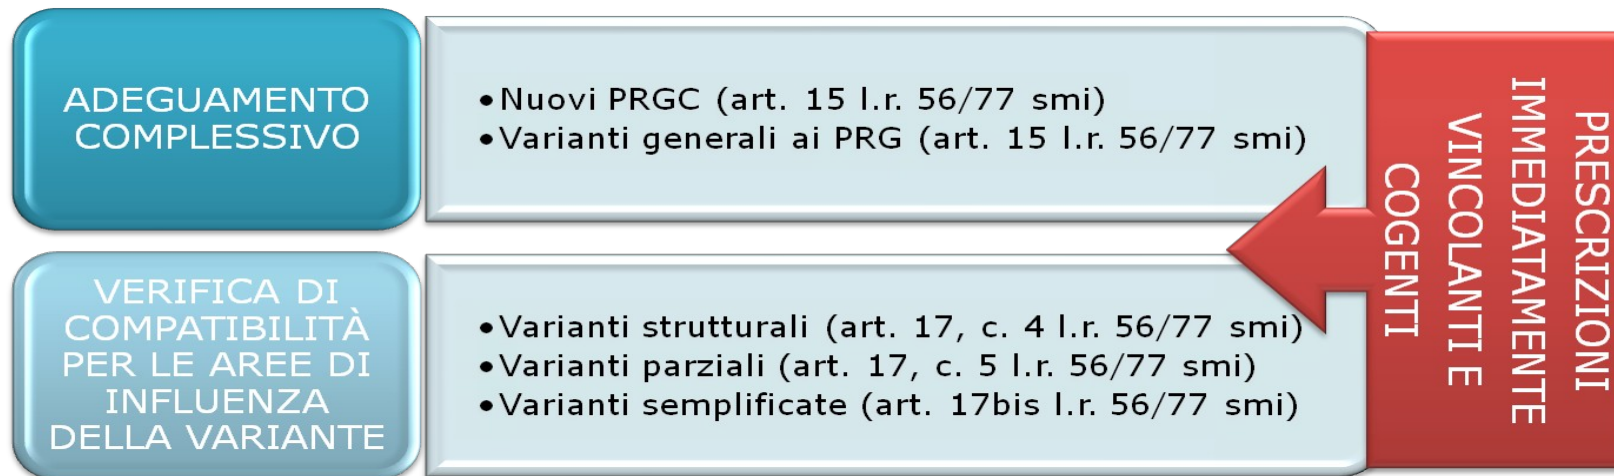 ADEGUAMENTO
COMPLESSIVO
•Nuovi PRGC (art. 15 l.r. 56/77 smi)
•Varianti generali ai PRG (art. 15 l.r. 56/77 smi)
VERIFICA DI
COMPATIBILITÀ
PER LE AREE DI
INFLUENZA
DELLA VARIANTE
•Varianti strutturali (art. 17, c. 4 l.r. 56/77 smi)
•Varianti parziali (art. 17, c. 5 l.r. 56/77 smi)
•Varianti semplificate (art. 17bis l.r. 56/77 smi)
PRESCRIZIONI
IMMEDIATAMENTE
VINCOLANTI E
COGENTI